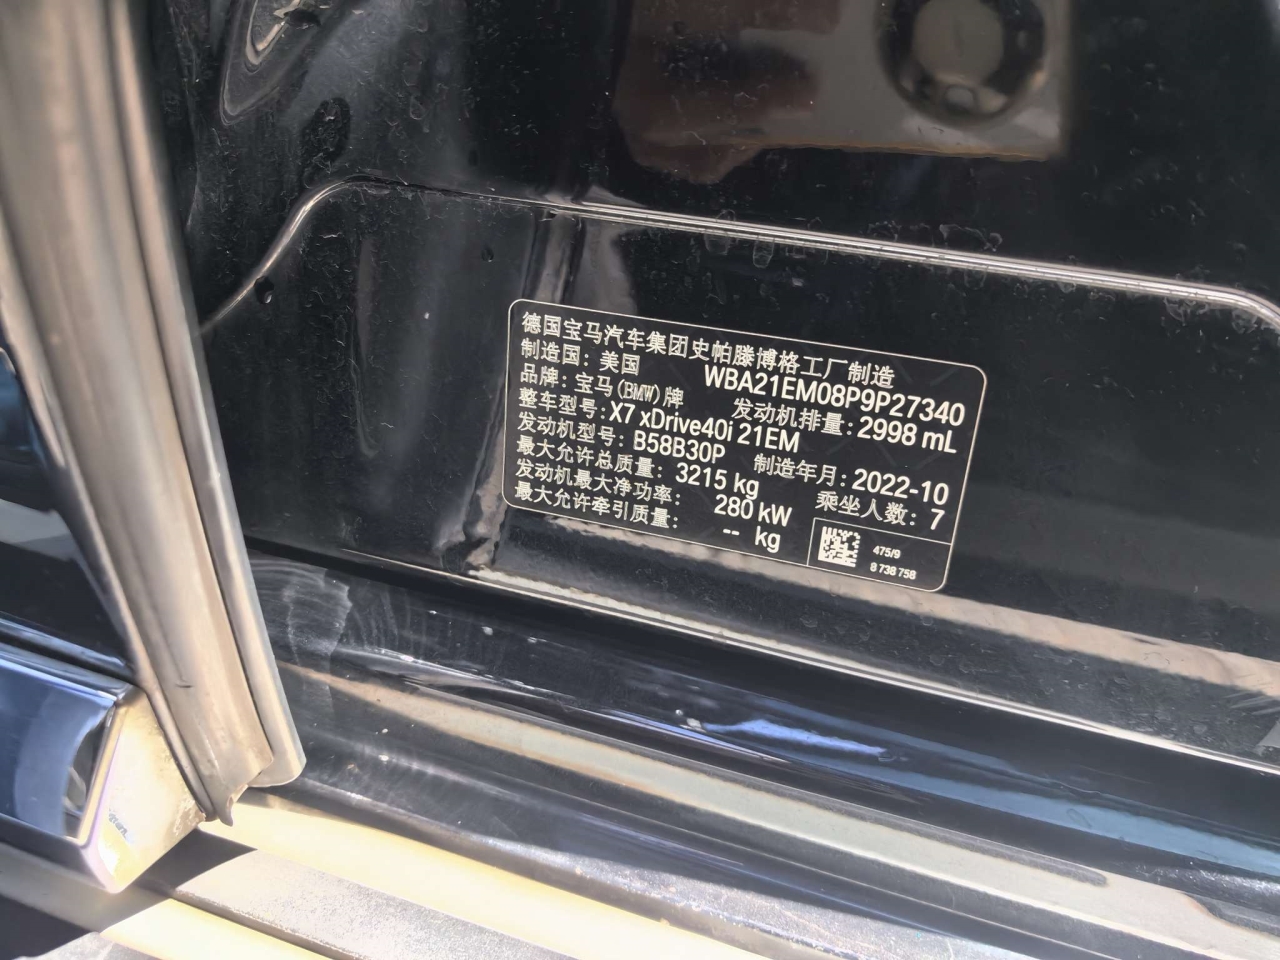 德国宝马汽车集团史帕滕博格工厂制造
制造国：美国 WBA21EM08P9P27340
品牌：宝马(BMW)牌 发动机排量：2998 mL
整车型号：X7 xDrive40i 21EM
发动机型号：B58B30P 制造年月：2022-10
最大允许总质量：3215 kg 乘坐人数：7
发动机最大净功率：280 kW
最大允许牵引质量：-- kg
475/9
8 738 758